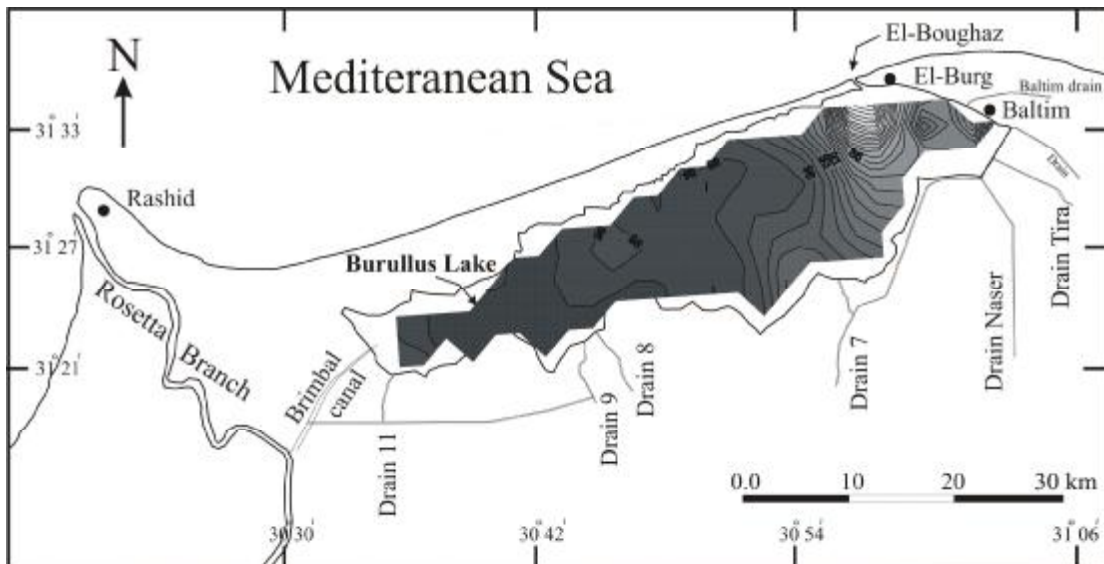 N
Mediteranean Sea
El-Boughaz
El-Burg
Baltim drain
Baltim
31° 33′
Drain
Rashid
31° 27′
Burullus Lake
Rosetta
Branch
31° 21′
Brimbal
canal
Drain 11
Drain 9
Drain 8
Drain 7
Drain Naser
Drain Tira
0.0 10 20 30 km
30° 30′ 30° 42′ 30° 54′ 31° 06′